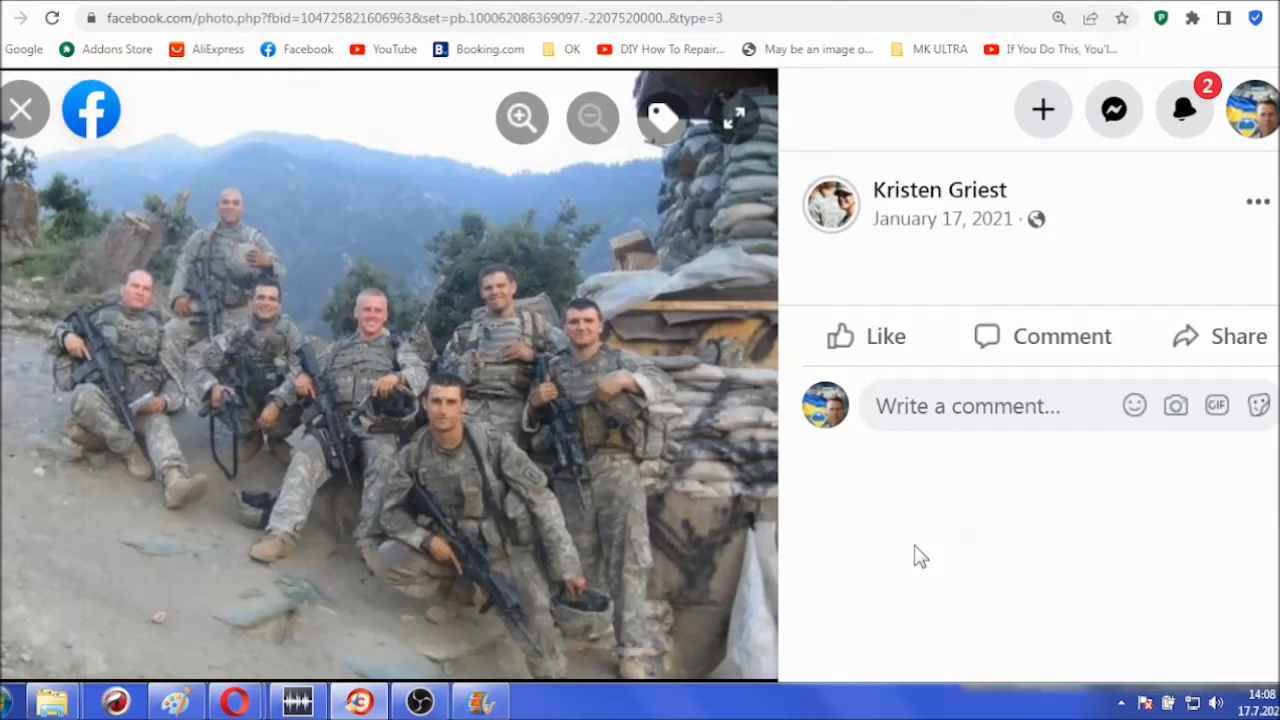 facebook.com/photo.php?fbid=104725821606963&set=pb.100062086369097.-2207520000..&type=3
Google Addons Store AliExpress Facebook YouTube Booking.com OK DIY How To Repair... May be an image o... MK ULTRA If You Do This, You'l...
2
Kristen Griest
January 17, 2021 ·
Like Comment Share
Write a comment... GIF
14:08
17.7.202